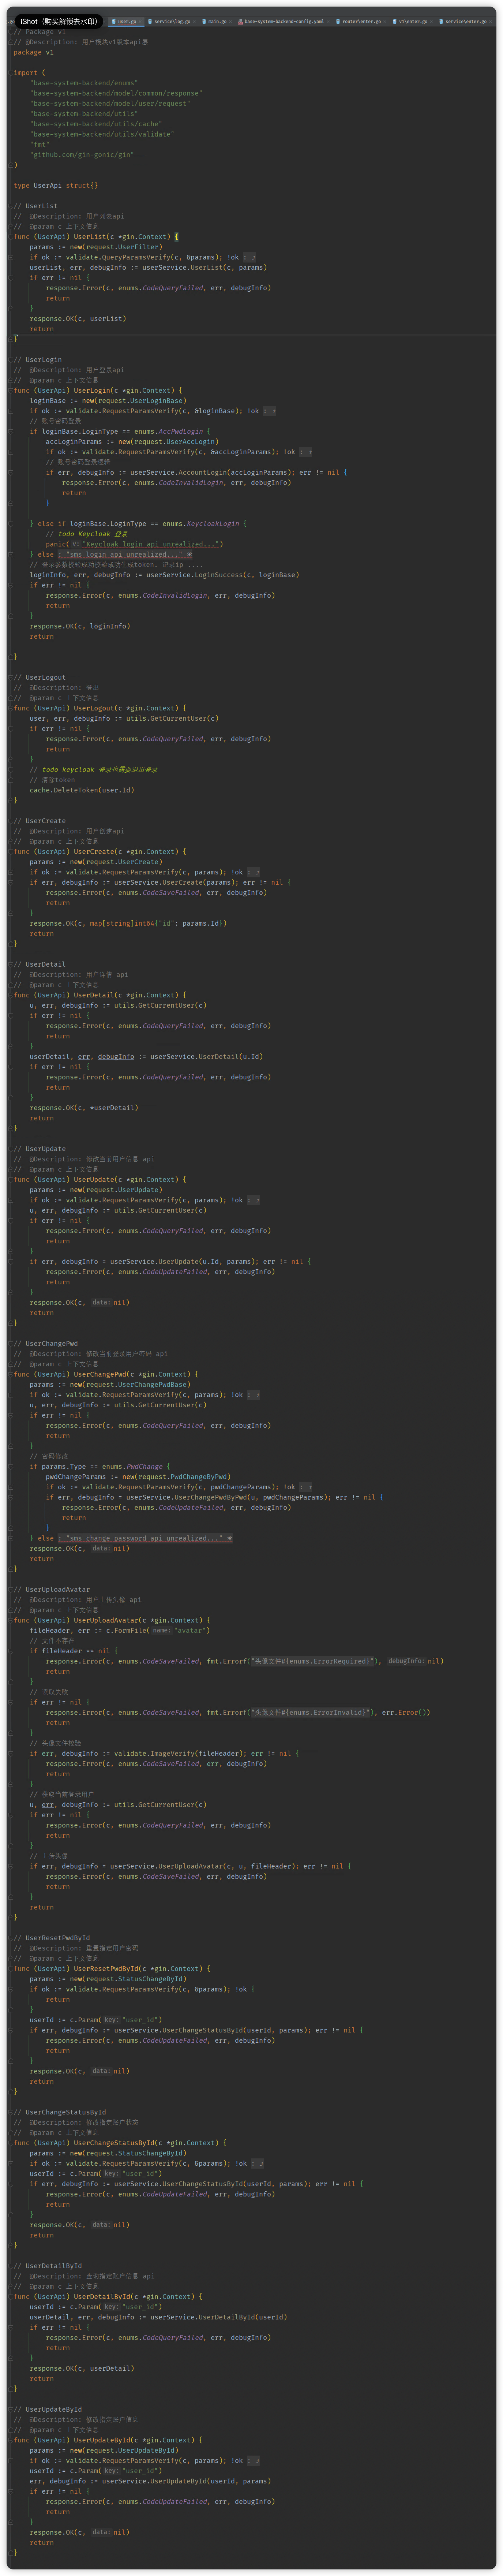 iShot（购买解锁去水印）
user.go service\log.go main.go base-system-backend-config.yaml router\enter.go v1\enter.go service\enter.go
// Package v1
// @Description: 用户模块v1版本api层
package v1
import (
"base-system-backend/enums"
"base-system-backend/model/common/response"
"base-system-backend/model/user/request"
"base-system-backend/utils"
"base-system-backend/utils/cache"
"base-system-backend/utils/validate"
"fmt"
"github.com/gin-gonic/gin"
)
type UserApi struct{}
// UserList
//  @Description: 用户列表api
//  @param c 上下文信息
func (UserApi) UserList(c *gin.Context) {
params := new(request.UserFilter)
if ok := validate.QueryParamsVerify(c, &params); !ok
userList, err, debugInfo := userService.UserList(c, params)
if err != nil {
response.Error(c, enums.CodeQueryFailed, err, debugInfo)
return
}
response.OK(c, userList)
return
}
// UserLogin
//  @Description: 用户登录api
//  @param c 上下文信息
func (UserApi) UserLogin(c *gin.Context) {
loginBase := new(request.UserLoginBase)
if ok := validate.RequestParamsVerify(c, &loginBase); !ok
// 账号密码登录
if loginBase.LoginType == enums.AccPwdLogin {
accLoginParams := new(request.UserAccLogin)
if ok := validate.RequestParamsVerify(c, &accLoginParams); !ok
// 账号密码登录逻辑
if err, debugInfo := userService.AccountLogin(accLoginParams); err != nil {
response.Error(c, enums.CodeInvalidLogin, err, debugInfo)
return
}
} else if loginBase.LoginType == enums.KeycloakLogin {
// todo Keycloak 登录
panic( v: "Keycloak login api unrealized...")
} else : "sms login api unrealized..."
// 登录参数校验成功校验成功生成token、记录ip ....
loginInfo, err, debugInfo := userService.LoginSuccess(c, loginBase)
if err != nil {
response.Error(c, enums.CodeInvalidLogin, err, debugInfo)
return
}
response.OK(c, loginInfo)
return
}
// UserLogout
//  @Description: 登出
//  @param c 上下文信息
func (UserApi) UserLogout(c *gin.Context) {
user, err, debugInfo := utils.GetCurrentUser(c)
if err != nil {
response.Error(c, enums.CodeQueryFailed, err, debugInfo)
return
}
// todo keycloak 登录也需要退出登录
// 清除token
cache.DeleteToken(user.Id)
}
// UserCreate
//  @Description: 用户创建api
//  @param c 上下文信息
func (UserApi) UserCreate(c *gin.Context) {
params := new(request.UserCreate)
if ok := validate.RequestParamsVerify(c, params); !ok
if err, debugInfo := userService.UserCreate(params); err != nil {
response.Error(c, enums.CodeSaveFailed, err, debugInfo)
return
}
response.OK(c, map[string]int64{"id": params.Id})
return
}
// UserDetail
//  @Description: 用户详情 api
//  @param c 上下文信息
func (UserApi) UserDetail(c *gin.Context) {
u, err, debugInfo := utils.GetCurrentUser(c)
if err != nil {
response.Error(c, enums.CodeQueryFailed, err, debugInfo)
return
}
userDetail, err, debugInfo := userService.UserDetail(u.Id)
if err != nil {
response.Error(c, enums.CodeQueryFailed, err, debugInfo)
return
}
response.OK(c, *userDetail)
return
}
// UserUpdate
//  @Description: 修改当前用户信息 api
//  @param c 上下文信息
func (UserApi) UserUpdate(c *gin.Context) {
params := new(request.UserUpdate)
if ok := validate.RequestParamsVerify(c, params); !ok
u, err, debugInfo := utils.GetCurrentUser(c)
if err != nil {
response.Error(c, enums.CodeQueryFailed, err, debugInfo)
return
}
if err, debugInfo = userService.UserUpdate(u.Id, params); err != nil {
response.Error(c, enums.CodeUpdateFailed, err, debugInfo)
return
}
response.OK(c, data: nil)
return
}
// UserChangePwd
//  @Description: 修改当前登录用户密码 api
//  @param c 上下文信息
func (UserApi) UserChangePwd(c *gin.Context) {
params := new(request.UserChangePwdBase)
if ok := validate.RequestParamsVerify(c, params); !ok
u, err, debugInfo := utils.GetCurrentUser(c)
if err != nil {
response.Error(c, enums.CodeQueryFailed, err, debugInfo)
return
}
// 密码修改
if params.Type == enums.PwdChange {
pwdChangeParams := new(request.PwdChangeByPwd)
if ok := validate.RequestParamsVerify(c, pwdChangeParams); !ok
if err, debugInfo = userService.UserChangePwdByPwd(u, pwdChangeParams); err != nil {
response.Error(c, enums.CodeUpdateFailed, err, debugInfo)
return
}
} else : "sms change password api unrealized..."
response.OK(c, data: nil)
return
}
// UserUploadAvatar
//  @Description: 用户上传头像 api
//  @param c 上下文信息
func (UserApi) UserUploadAvatar(c *gin.Context) {
fileHeader, err := c.FormFile( name: "avatar")
// 文件不存在
if fileHeader == nil {
response.Error(c, enums.CodeSaveFailed, fmt.Errorf("头像文件#{enums.ErrorRequired}"), debugInfo: nil)
return
}
// 读取失败
if err != nil {
response.Error(c, enums.CodeSaveFailed, fmt.Errorf("头像文件#{enums.ErrorInvalid}"), err.Error())
return
}
// 头像文件校验
if err, debugInfo := validate.ImageVerify(fileHeader); err != nil {
response.Error(c, enums.CodeSaveFailed, err, debugInfo)
return
}
// 获取当前登录用户
u, err, debugInfo := utils.GetCurrentUser(c)
if err != nil {
response.Error(c, enums.CodeQueryFailed, err, debugInfo)
return
}
// 上传头像
if err, debugInfo = userService.UserUploadAvatar(c, u, fileHeader); err != nil {
response.Error(c, enums.CodeSaveFailed, err, debugInfo)
return
}
return
}
// UserResetPwdById
//  @Description: 重置指定用户密码
//  @param c 上下文信息
func (UserApi) UserResetPwdById(c *gin.Context) {
params := new(request.StatusChangeById)
if ok := validate.RequestParamsVerify(c, &params); !ok {
return
}
userId := c.Param( key: "user_id")
if err, debugInfo := userService.UserChangeStatusById(userId, params); err != nil {
response.Error(c, enums.CodeUpdateFailed, err, debugInfo)
return
}
response.OK(c, data: nil)
return
}
// UserChangeStatusById
//  @Description: 修改指定账户状态
//  @param c 上下文信息
func (UserApi) UserChangeStatusById(c *gin.Context) {
params := new(request.StatusChangeById)
if ok := validate.RequestParamsVerify(c, &params); !ok
userId := c.Param( key: "user_id")
if err, debugInfo := userService.UserChangeStatusById(userId, params); err != nil {
response.Error(c, enums.CodeUpdateFailed, err, debugInfo)
return
}
response.OK(c, data: nil)
return
}
// UserDetailById
//  @Description: 查询指定账户信息 api
//  @param c 上下文信息
func (UserApi) UserDetailById(c *gin.Context) {
userId := c.Param( key: "user_id")
userDetail, err, debugInfo := userService.UserDetailById(userId)
if err != nil {
response.Error(c, enums.CodeQueryFailed, err, debugInfo)
return
}
response.OK(c, userDetail)
return
}
// UserUpdateById
//  @Description: 修改指定账户信息
//  @param c 上下文信息
func (UserApi) UserUpdateById(c *gin.Context) {
params := new(request.UserUpdateById)
if ok := validate.RequestParamsVerify(c, params); !ok
userId := c.Param( key: "user_id")
err, debugInfo := userService.UserUpdateById(userId, params)
if err != nil {
response.Error(c, enums.CodeUpdateFailed, err, debugInfo)
return
}
response.OK(c, data: nil)
return
}